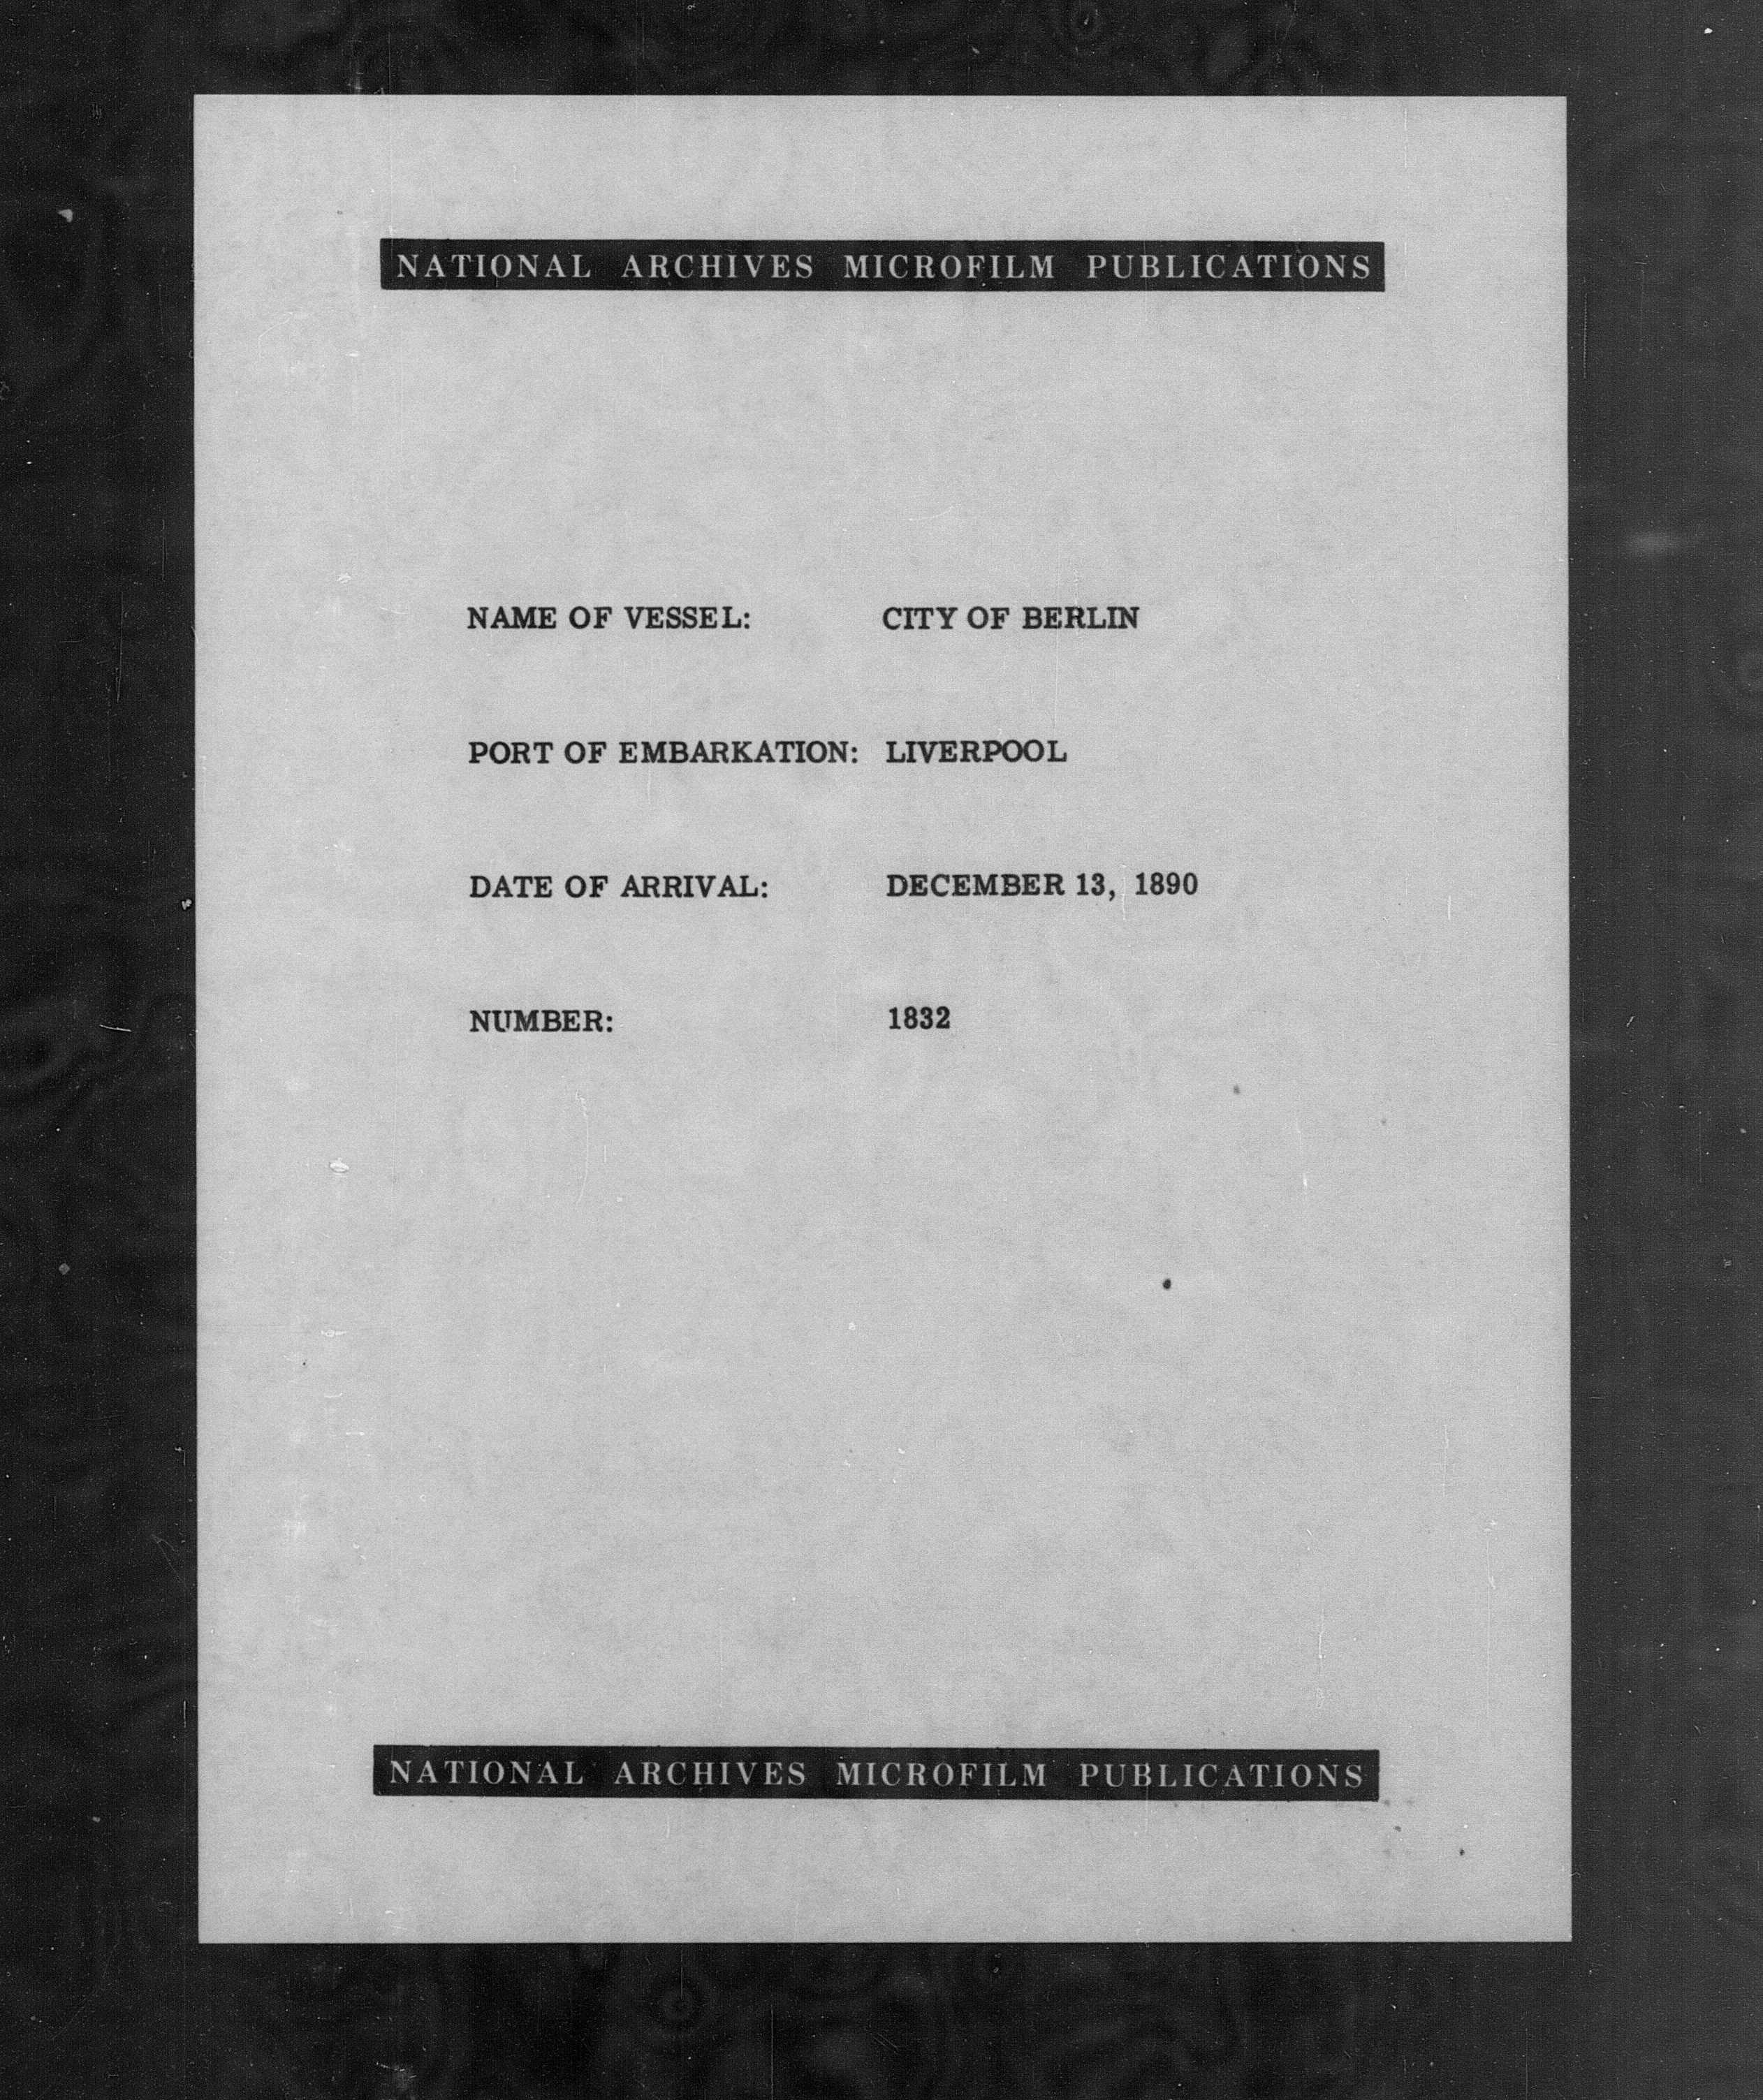 NATIONAL ARCHIVES MICROFILM PUBLICATIONS
NAME OF VESSEL: CITY OF BERLIN
PORT OF EMBARKATION: LIVERPOOL
DATE OF ARRIVAL: DECEMBER 13, 1890
NUMBER: 1832
NATIONAL ARCHIVES MICROFILM PUBLICATIONS